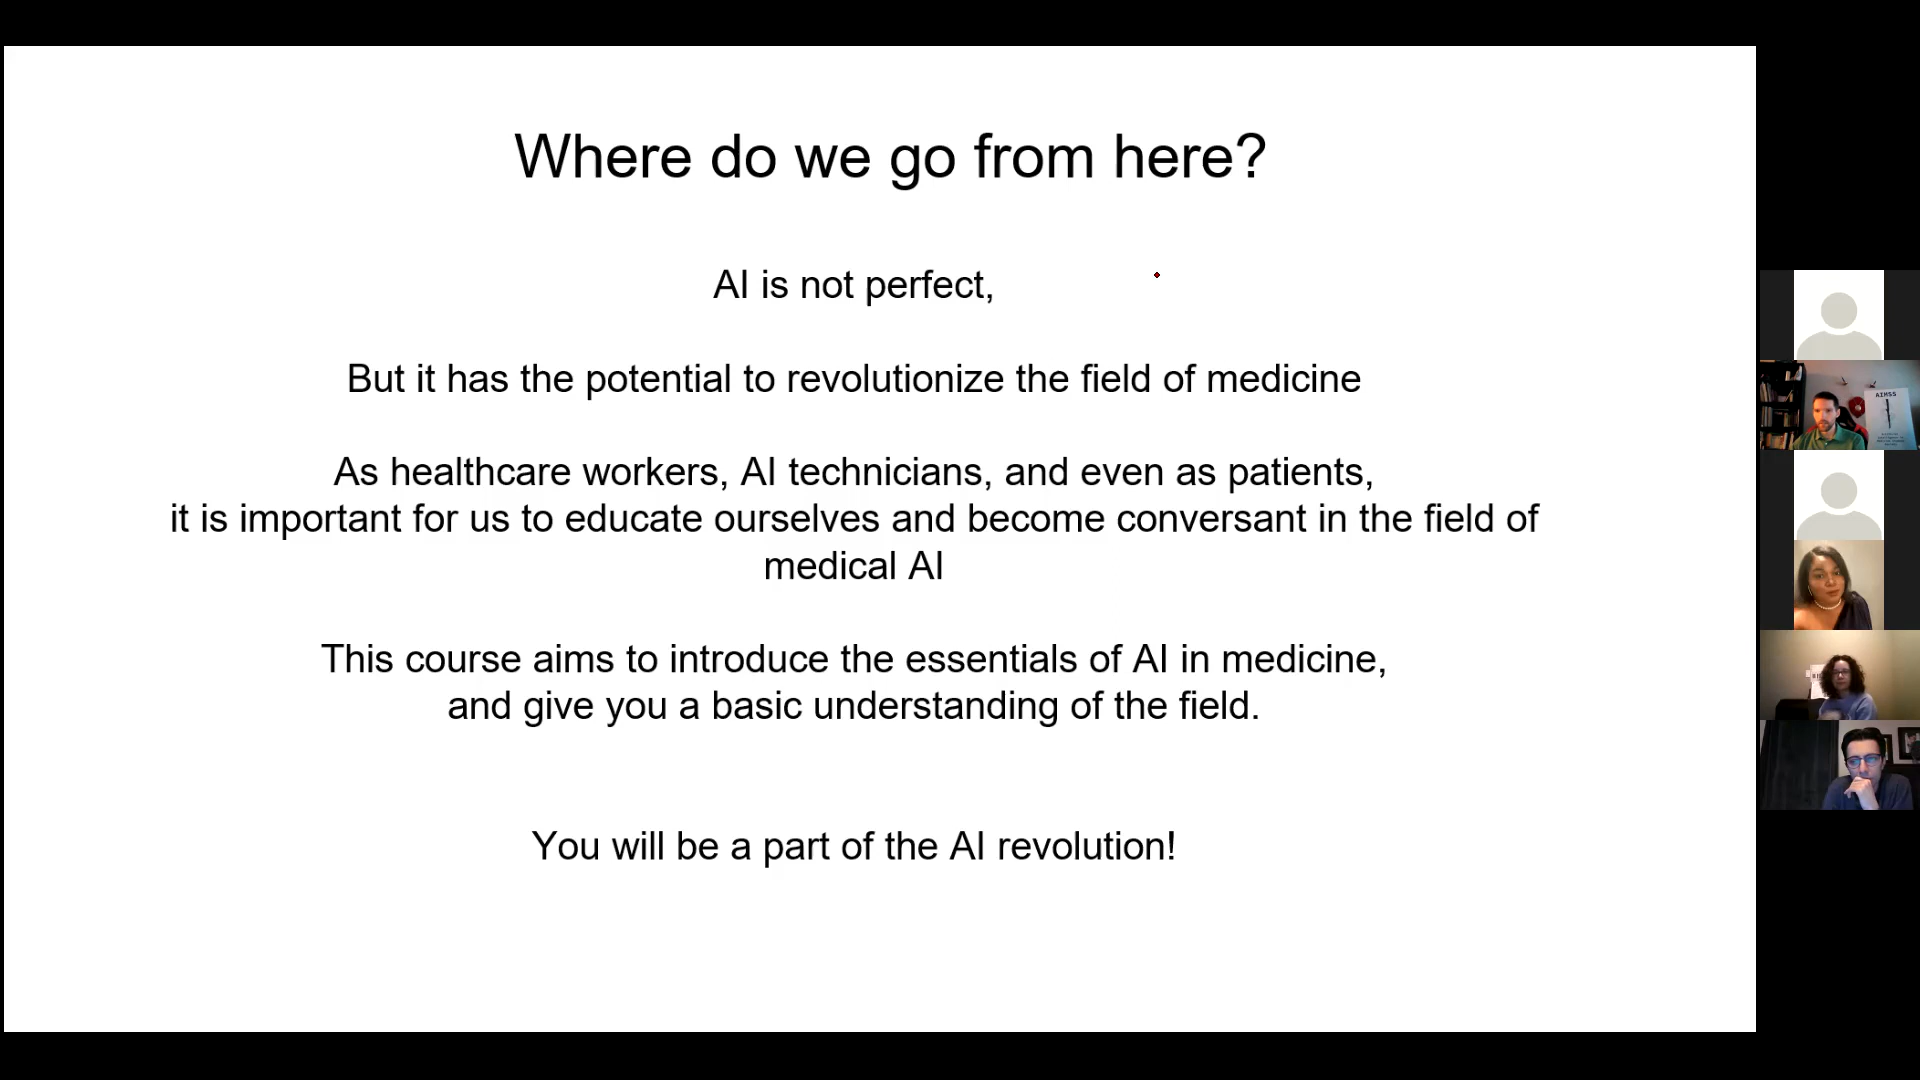 Where do we go from here?
AI is not perfect,
But it has the potential to revolutionize the field of medicine
As healthcare workers, AI technicians, and even as patients,
it is important for us to educate ourselves and become conversant in the field of
medical AI
This course aims to introduce the essentials of AI in medicine,
and give you a basic understanding of the field.
You will be a part of the AI revolution!
AIMSS